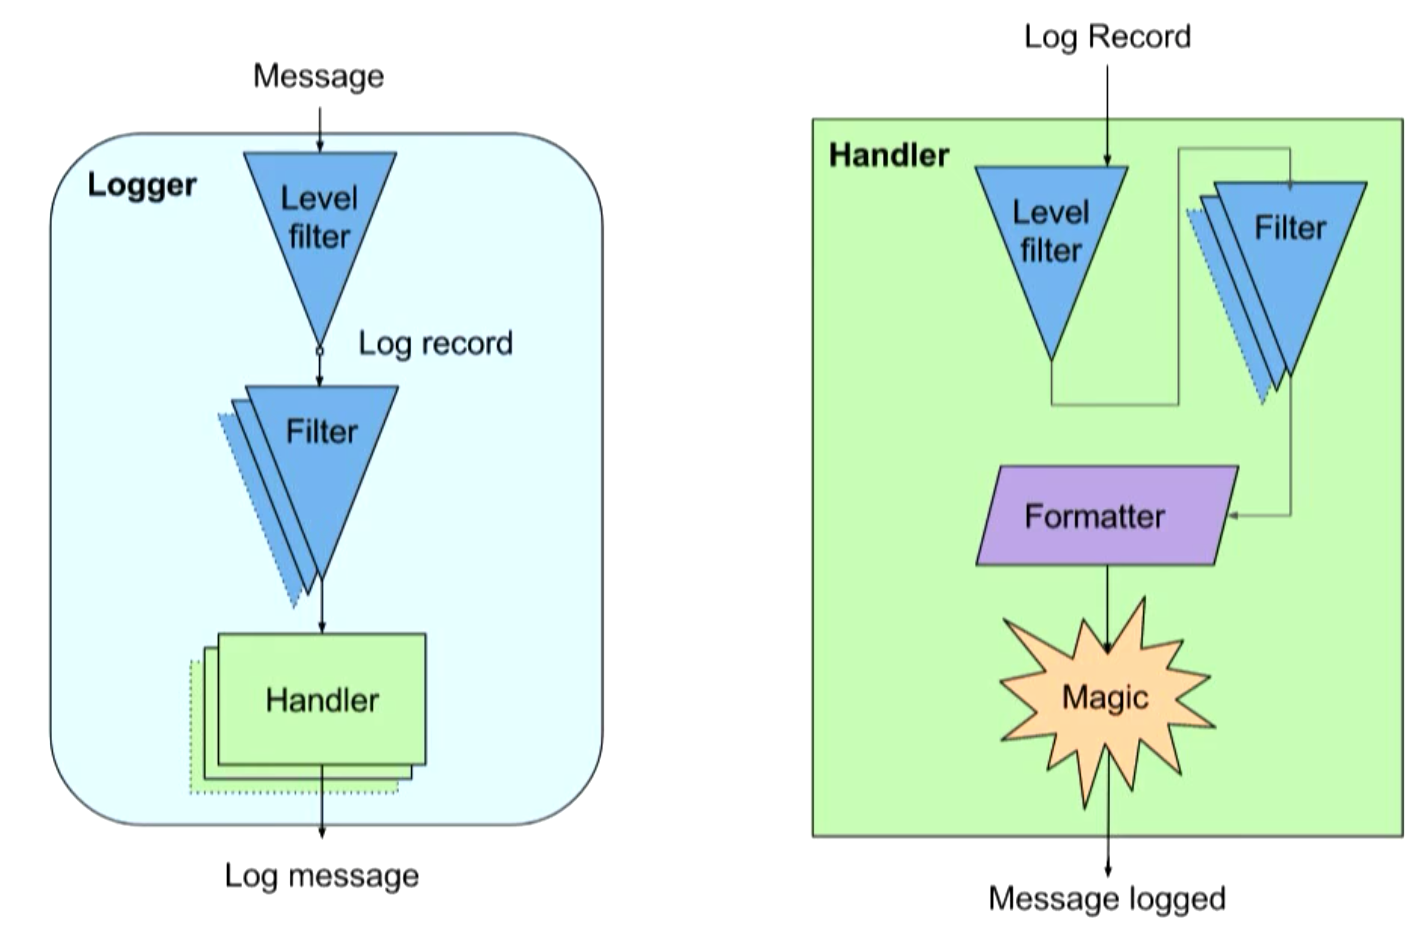 Message
Logger
Level
filter
Log record
Filter
Handler
Log message
Log Record
Handler
Level
filter
Filter
Formatter
Magic
Message logged